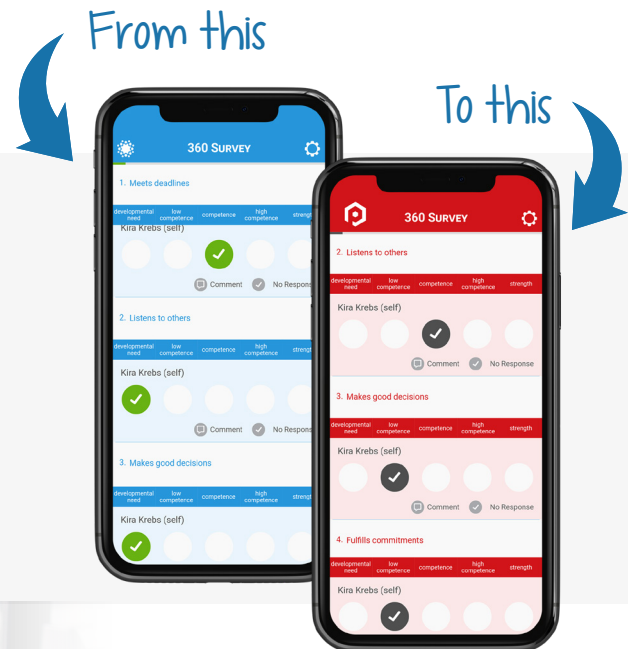 From this
To this
360 SURVEY
1. Meets deadlines
developmental need low competence competence high competence
Kira Krebs (self)
Comment No
2. Listens to others
developmental need low competence competence high competence
Kira Krebs (self)
Comment No
3. Makes good decisions
developmental need low competence competence high competence
Kira Krebs (self)
360 SURVEY
2. Listens to others
developmental need low competence competence high competence strength
Kira Krebs (self)
Comment No Response
3. Makes good decisions
developmental need low competence competence high competence strength
Kira Krebs (self)
Comment No Response
4. Fulfills commitments
developmental need low competence competence high competence strength
Kira Krebs (self)